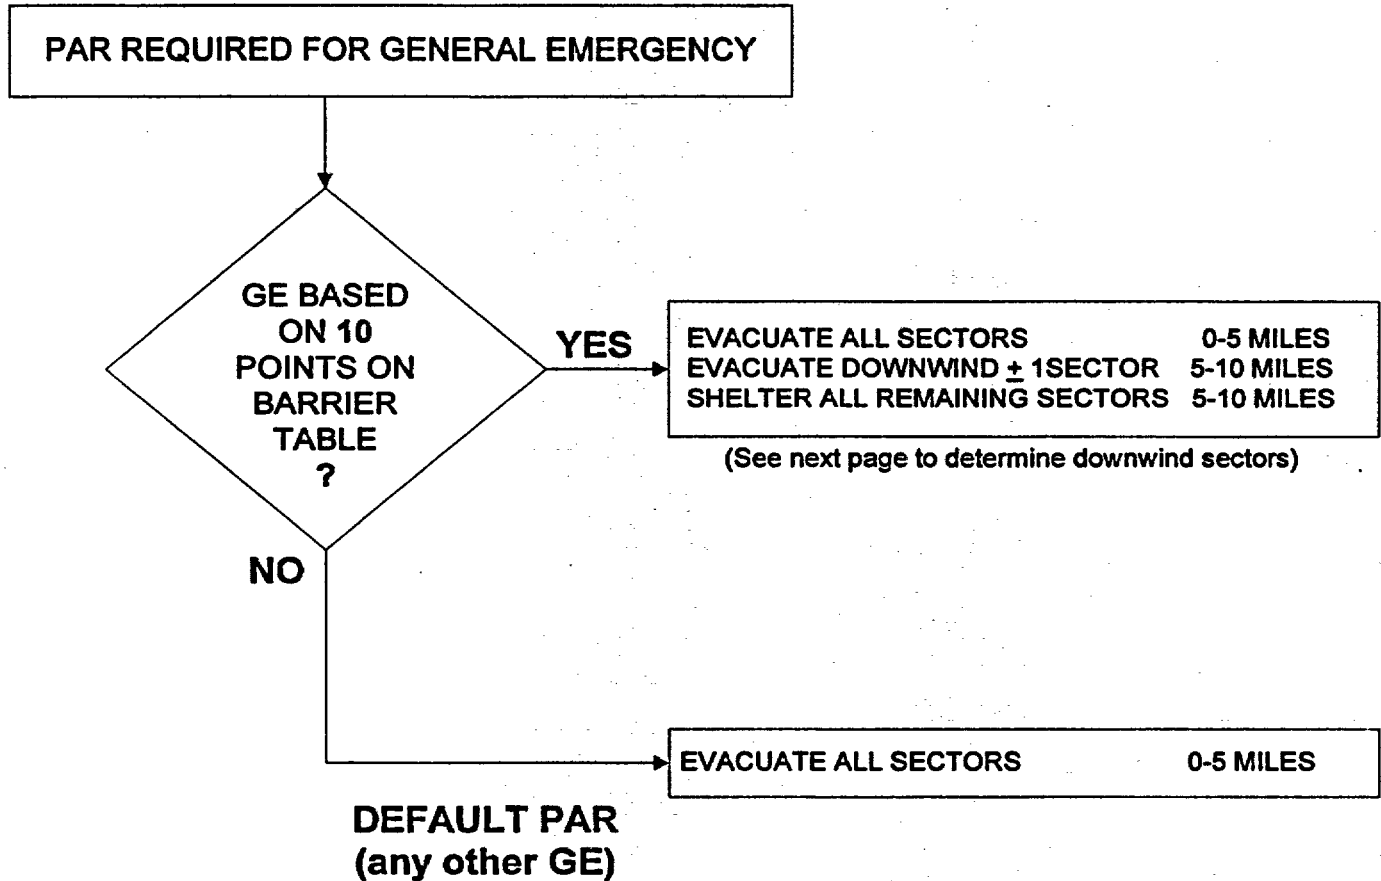 PAR REQUIRED FOR GENERAL EMERGENCY
GE BASED
ON 10
POINTS ON
BARRIER
TABLE
?
YES
EVACUATE ALL SECTORS 0-5 MILES
EVACUATE DOWNWIND ± 1SECTOR 5-10 MILES
SHELTER ALL REMAINING SECTORS 5-10 MILES
(See next page to determine downwind sectors)
NO
EVACUATE ALL SECTORS 0-5 MILES
DEFAULT PAR
(any other GE)